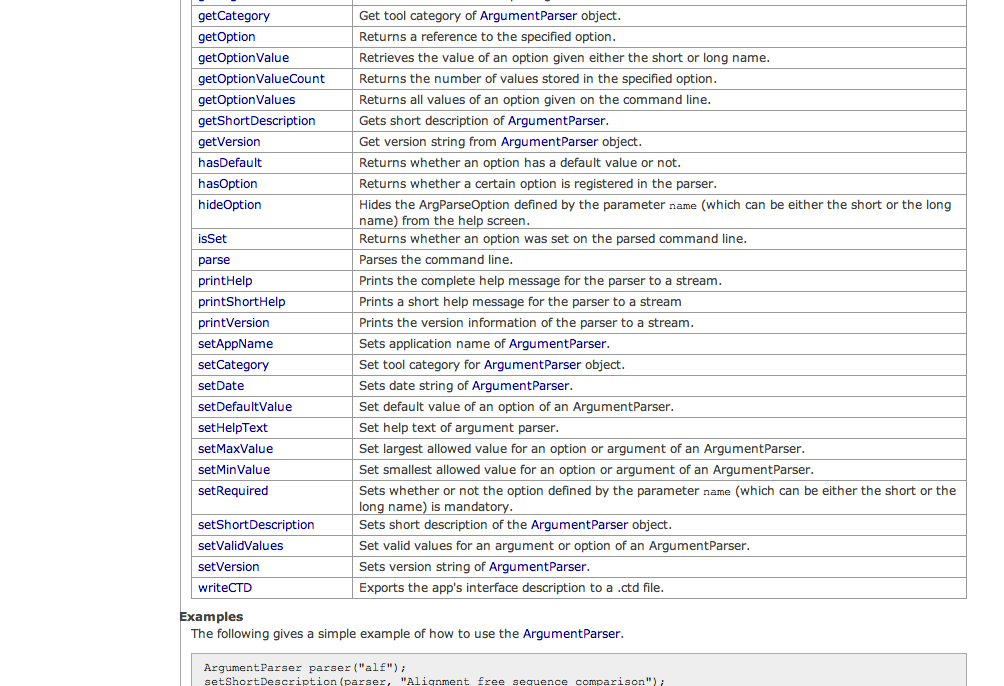 getCategory Get tool category of ArgumentParser object.
getOption Returns a reference to the specified option.
getOptionValue Retrieves the value of an option given either the short or long name.
getOptionValueCount Returns the number of values stored in the specified option.
getOptionValues Returns all values of an option given on the command line.
getShortDescription Gets short description of ArgumentParser.
getVersion Get version string from ArgumentParser object.
hasDefault Returns whether an option has a default value or not.
hasOption Returns whether a certain option is registered in the parser.
hideOption Hides the ArgParseOption defined by the parameter name (which can be either the short or the long
name) from the help screen.
isSet Returns whether an option was set on the parsed command line.
parse Parses the command line.
printHelp Prints the complete help message for the parser to a stream.
printShortHelp Prints a short help message for the parser to a stream
printVersion Prints the version information of the parser to a stream.
setAppName Sets application name of ArgumentParser.
setCategory Set tool category for ArgumentParser object.
setDate Sets date string of ArgumentParser.
setDefaultValue Set default value of an option of an ArgumentParser.
setHelpText Set help text of argument parser.
setMaxValue Set largest allowed value for an option or argument of an ArgumentParser.
setMinValue Set smallest allowed value for an option or argument of an ArgumentParser.
setRequired Sets whether or not the option defined by the parameter name (which can be either the short or the
long name) is mandatory.
setShortDescription Sets short description of the ArgumentParser object.
setValidValues Set valid values for an argument or option of an ArgumentParser.
setVersion Sets version string of ArgumentParser.
writeCTD Exports the app's interface description to a .ctd file.
Examples
The following gives a simple example of how to use the ArgumentParser.
ArgumentParser parser("alf");
setShortDescription(parser, "Alignment free sequence comparison");